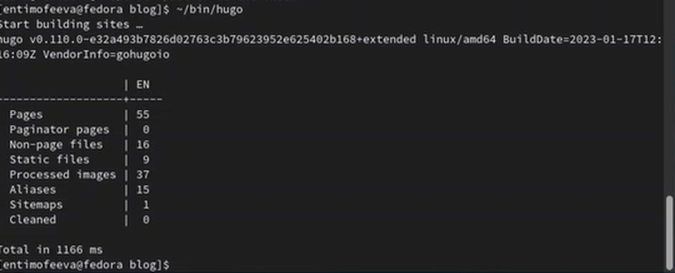 [entimofeeva@fedora blog]$ ~/bin/hugo
Start building sites …
hugo v0.110.0-e32a493b7826d02763c3b79623952e625402b168+extended linux/amd64 BuildDate=2023-01-17T12:
16:09Z VendorInfo=gohugoio
| EN
-------------------+-----
Pages | 55
Paginator pages | 0
Non-page files | 16
Static files | 9
Processed images | 37
Aliases | 15
Sitemaps | 1
Cleaned | 0
Total in 1166 ms
[entimofeeva@fedora blog]$